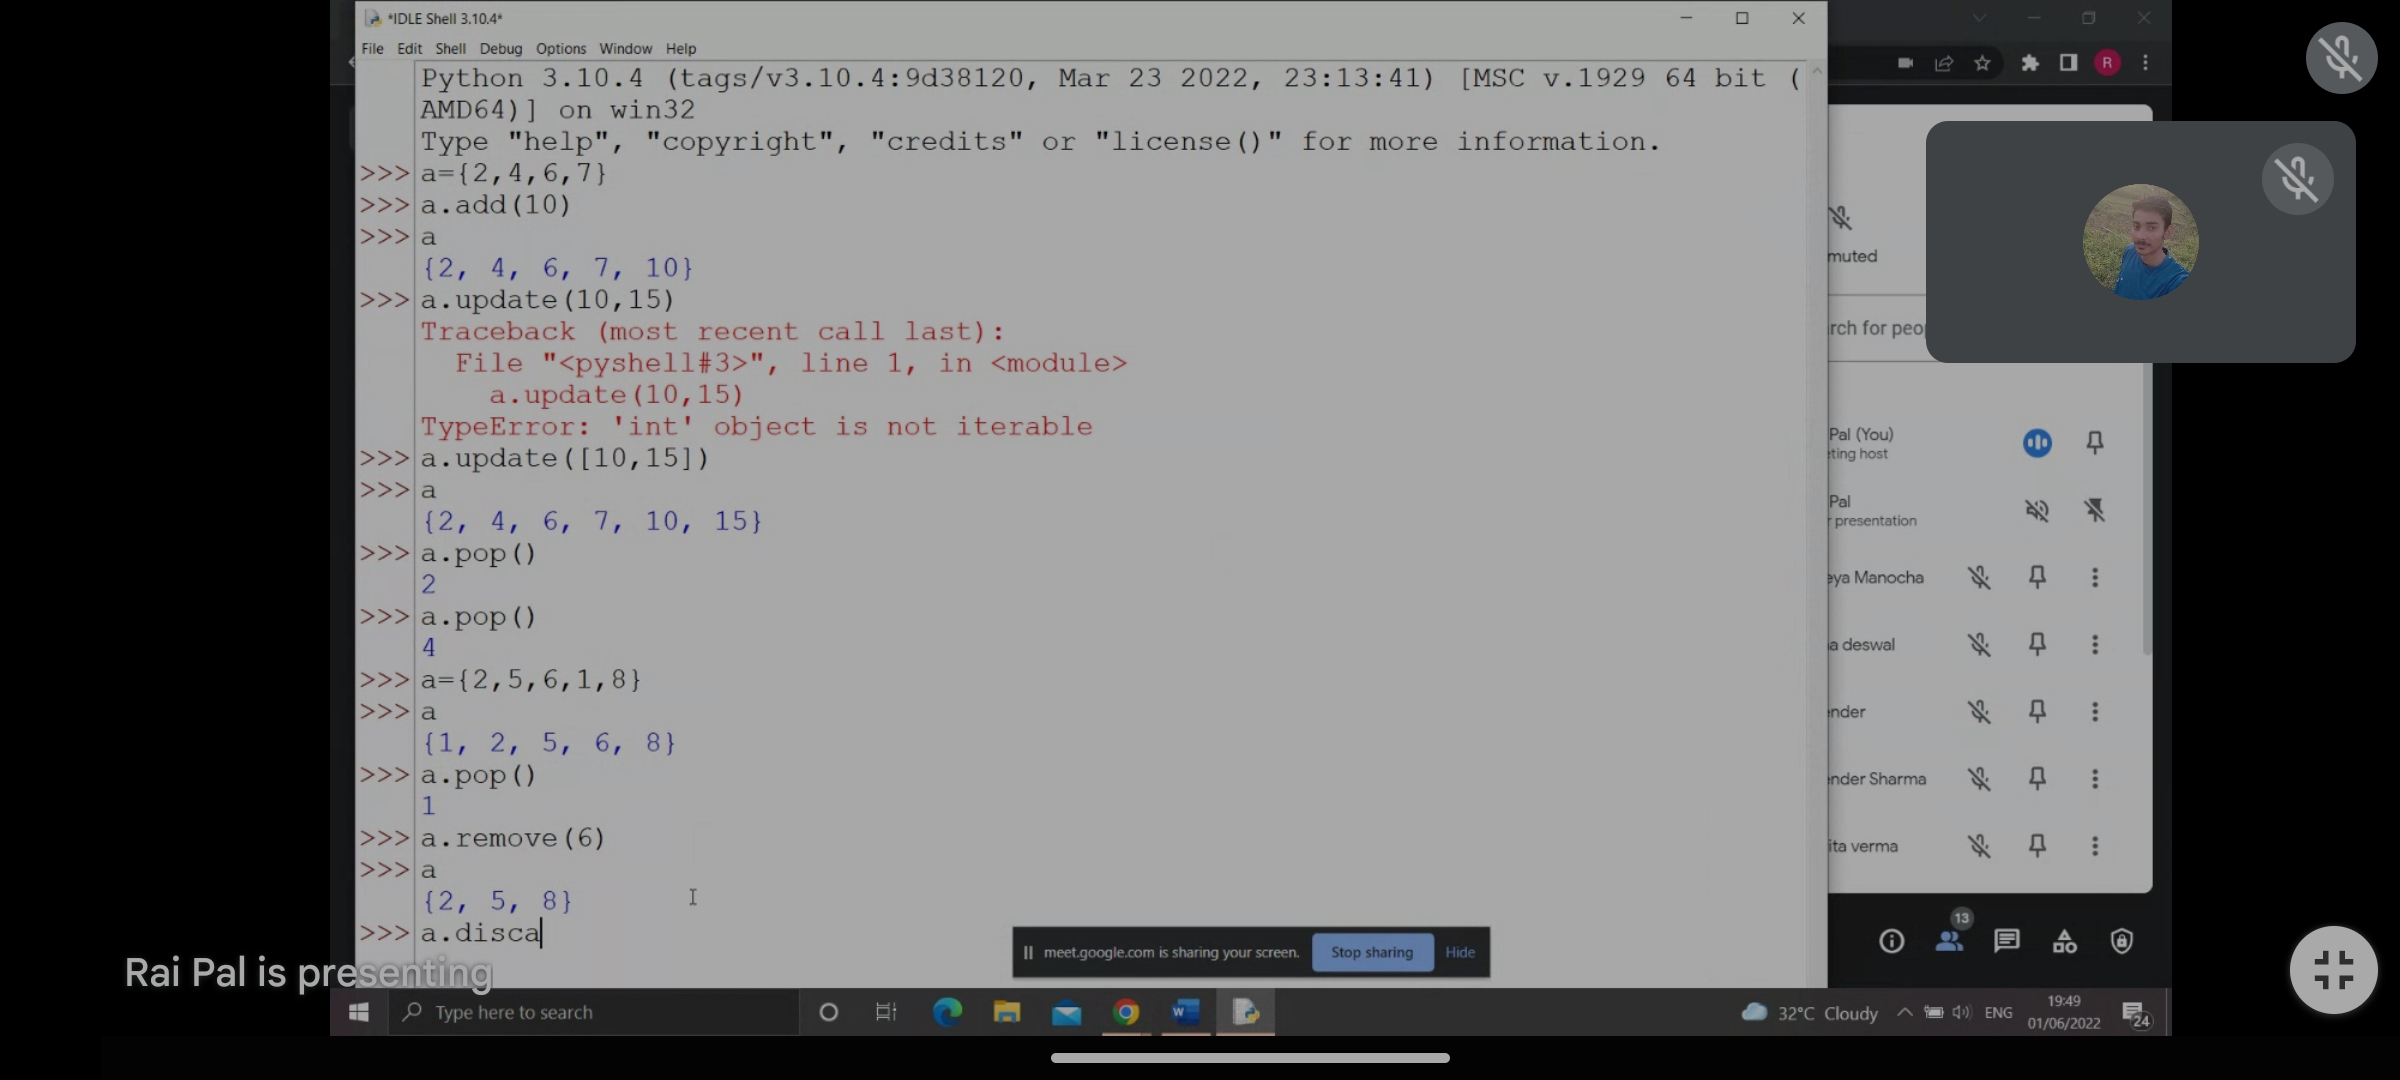 *IDLE Shell 3.10.4*
File Edit Shell Debug Options Window Help
Python 3.10.4 (tags/v3.10.4:9d38120, Mar 23 2022, 23:13:41) [MSC v.1929 64 bit (
AMD64)] on win32
Type "help", "copyright", "credits" or "license()" for more information.
>>> a={2,4,6,7}
>>> a.add(10)
>>> a
{2, 4, 6, 7, 10}
>>> a.update(10,15)
Traceback (most recent call last):
  File "<pyshell#3>", line 1, in <module>
    a.update(10,15)
TypeError: 'int' object is not iterable
>>> a.update([10,15])
>>> a
{2, 4, 6, 7, 10, 15}
>>> a.pop()
2
>>> a.pop()
4
>>> a={2,5,6,1,8}
>>> a
{1, 2, 5, 6, 8}
>>> a.pop()
1
>>> a.remove(6)
>>> a
{2, 5, 8}
>>> a.disca
R
muted
rch for
Pal (You)
ting host
Pal
presentation
eya Manocha
a deswal
ender
ender Sharma
ita verma
13
meet.google.com is sharing your screen. Stop sharing Hide
Rai Pal is presenting
Type here to search
32°C Cloudy
ENG
19:49
01/06/2022
24